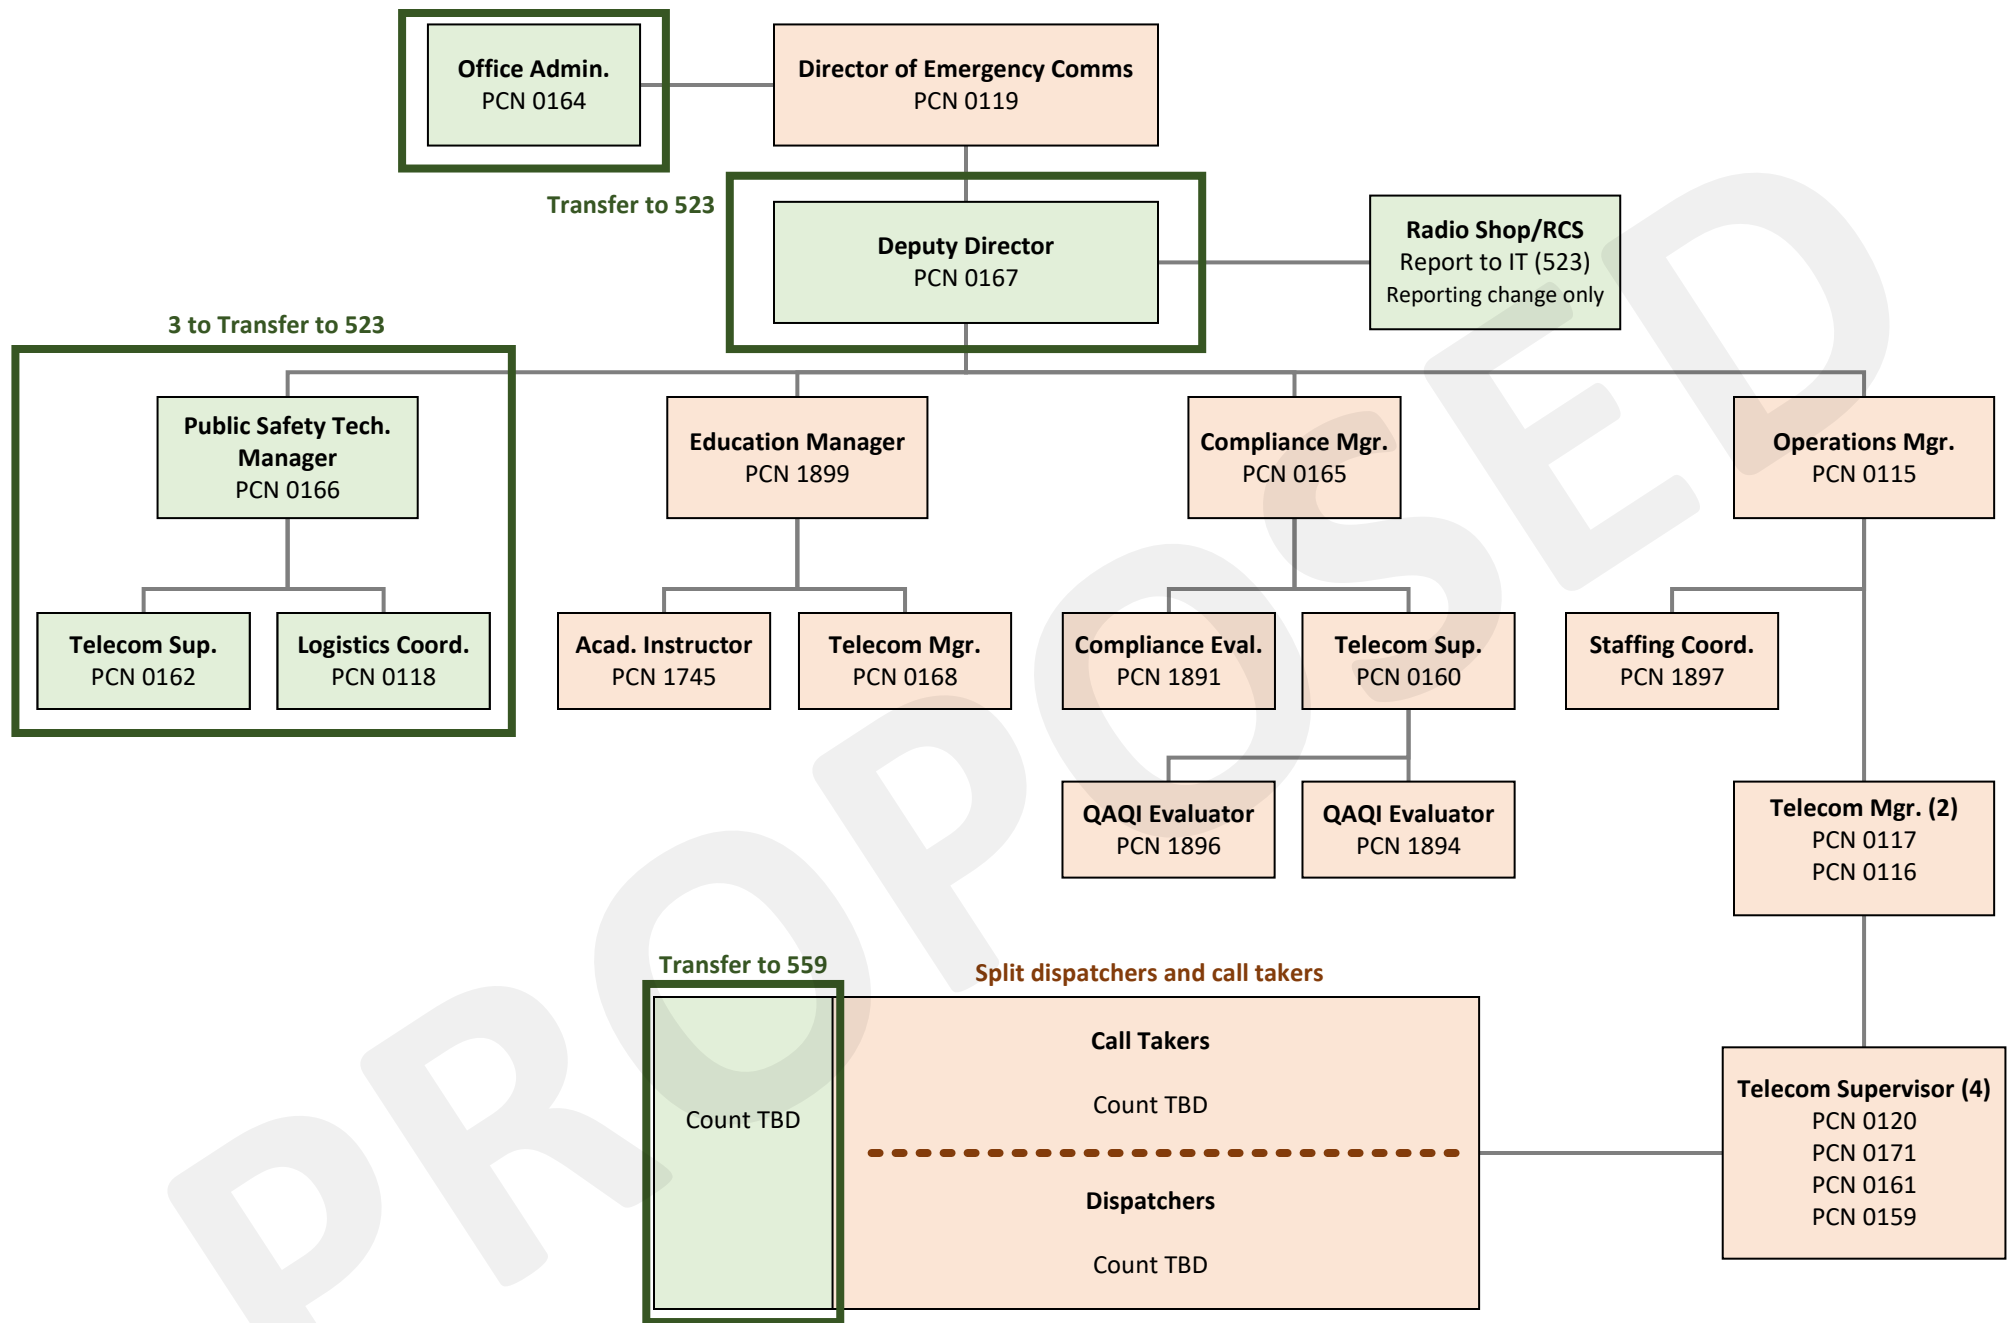 Office Admin.
PCN 0164
Director of Emergency Comms
PCN 0119
Transfer to 523
Deputy Director
PCN 0167
Radio Shop/RCS
Report to IT (523)
Reporting change only
3 to Transfer to 523
Public Safety Tech.
Manager
PCN 0166
Education Manager
PCN 1899
Compliance Mgr.
PCN 0165
Operations Mgr.
PCN 0115
Telecom Sup.
PCN 0162
Logistics Coord.
PCN 0118
Acad. Instructor
PCN 1745
Telecom Mgr.
PCN 0168
Compliance Eval.
PCN 1891
Telecom Sup.
PCN 0160
Staffing Coord.
PCN 1897
QAQI Evaluator
PCN 1896
QAQI Evaluator
PCN 1894
Telecom Mgr. (2)
PCN 0117
PCN 0116
Transfer to 559
Split dispatchers and call takers
Count TBD
Call Takers
Count TBD
Dispatchers
Count TBD
Telecom Supervisor (4)
PCN 0120
PCN 0171
PCN 0161
PCN 0159
PROPOSED